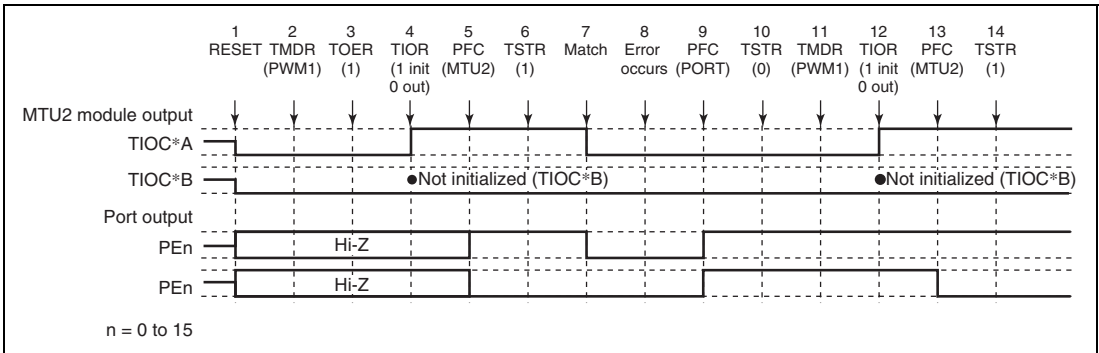 1 2 3 4 5 6 7 8 9 10 11 12 13 14
RESET TMDR TOER TIOR PFC TSTR Match Error PFC TSTR TMDR TIOR PFC TSTR
(PWM1) (1) (1 init (MTU2) (1) occurs (PORT) (0) (PWM1) (1 init (MTU2) (1)
0 out) 0 out)
MTU2 module output
TIOC*A
TIOC*B ●Not initialized (TIOC*B) ●Not initialized (TIOC*B)
Port output
PEn Hi-Z
PEn Hi-Z
n = 0 to 15